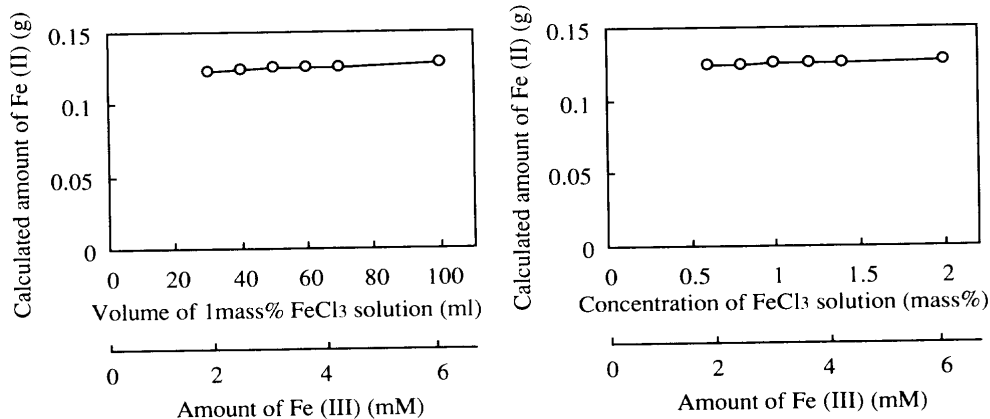 Calculated amount of Fe (II) (g)
0.15
0.1
0.05
0
0 20 40 60 80 100
Volume of 1mass% FeCl3 solution (ml)
0 2 4 6
Amount of Fe (III) (mM)
Calculated amount of Fe (II) (g)
0.15
0.1
0.05
0
0 0.5 1 1.5 2
Concentration of FeCl3 solution (mass%)
0 2 4 6
Amount of Fe (III) (mM)